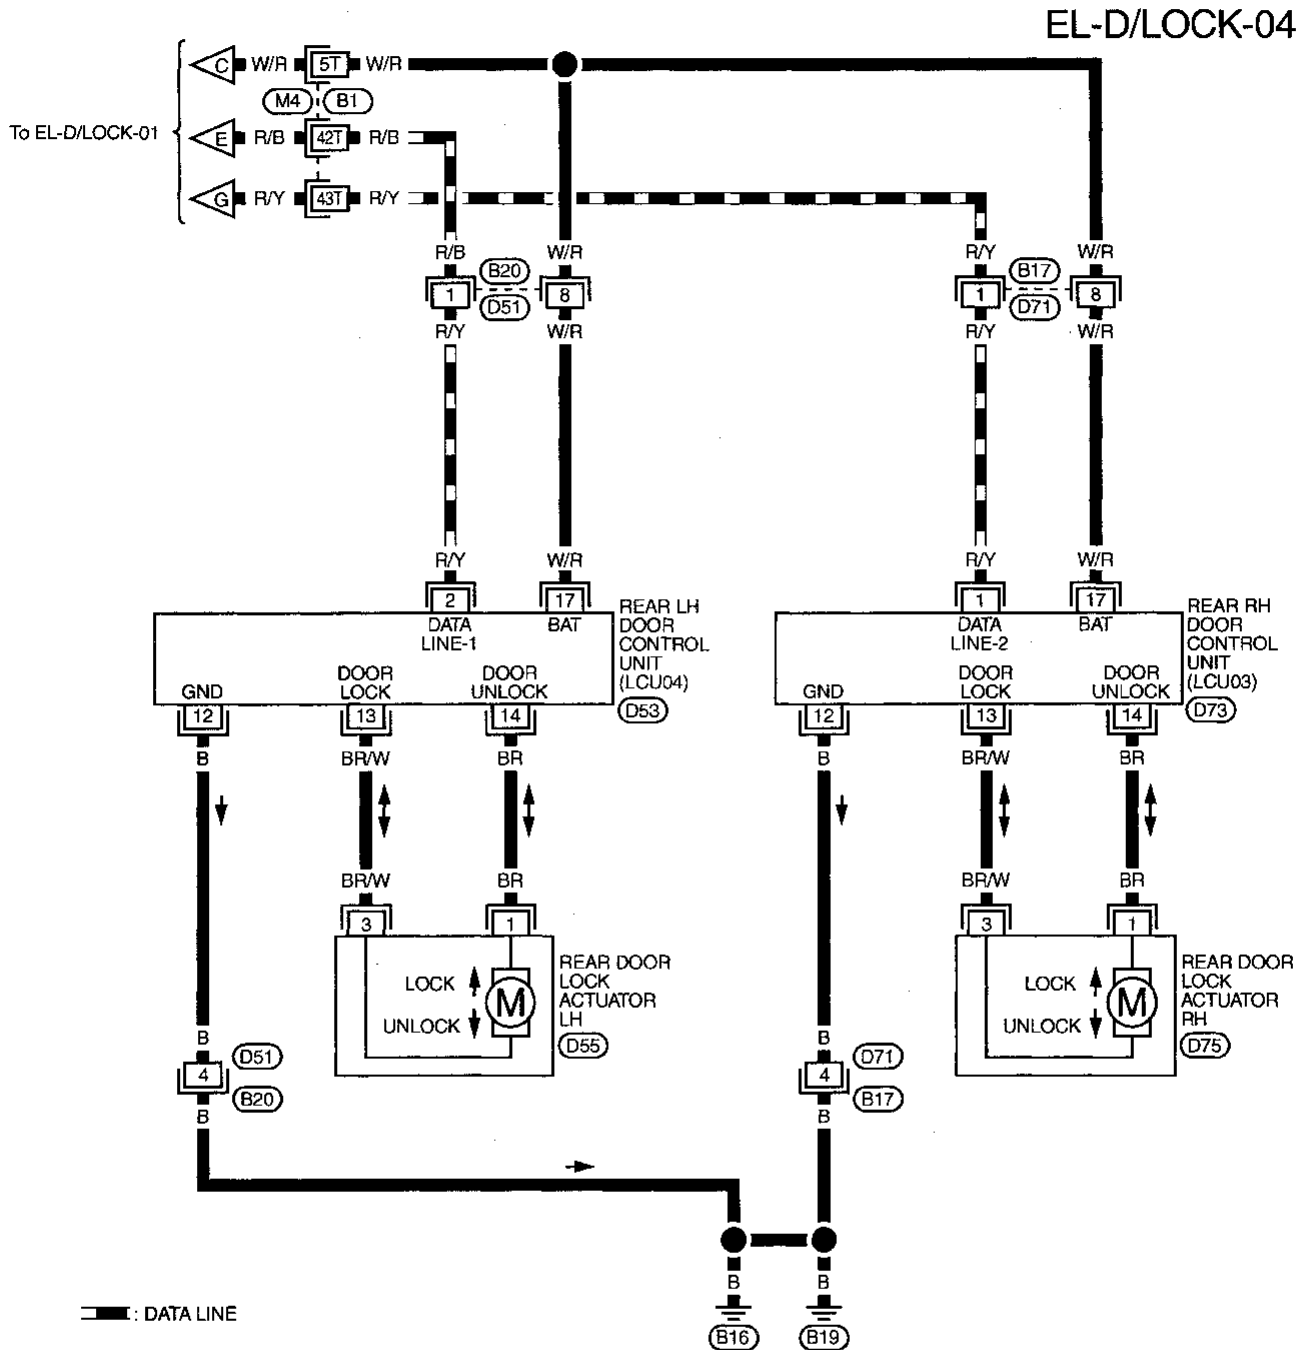 EL-D/LOCK-04
C W/R 5T W/R
M4 B1
To EL-D/LOCK-01
E R/B 42T R/B
G R/Y 43T R/Y
R/B W/R R/Y W/R
B20 B17
1 8 1 8
D51 D71
R/Y W/R R/Y W/R
R/Y W/R R/Y W/R
2 17 1 17
DATA LINE-1 BAT
REAR LH
DOOR
CONTROL
UNIT
(LCU04)
D53
DATA LINE-2 BAT
REAR RH
DOOR
CONTROL
UNIT
(LCU03)
D73
GND DOOR LOCK DOOR UNLOCK
GND DOOR LOCK DOOR UNLOCK
12 13 14 12 13 14
B BR/W BR B BR/W BR
BR/W BR BR/W BR
3 1 3 1
LOCK
UNLOCK
M
REAR DOOR
LOCK
ACTUATOR
LH
D55
LOCK
UNLOCK
M
REAR DOOR
LOCK
ACTUATOR
RH
D75
B B
D51 D71
4 4
B20 B17
B B
B B
: DATA LINE
B16 B19